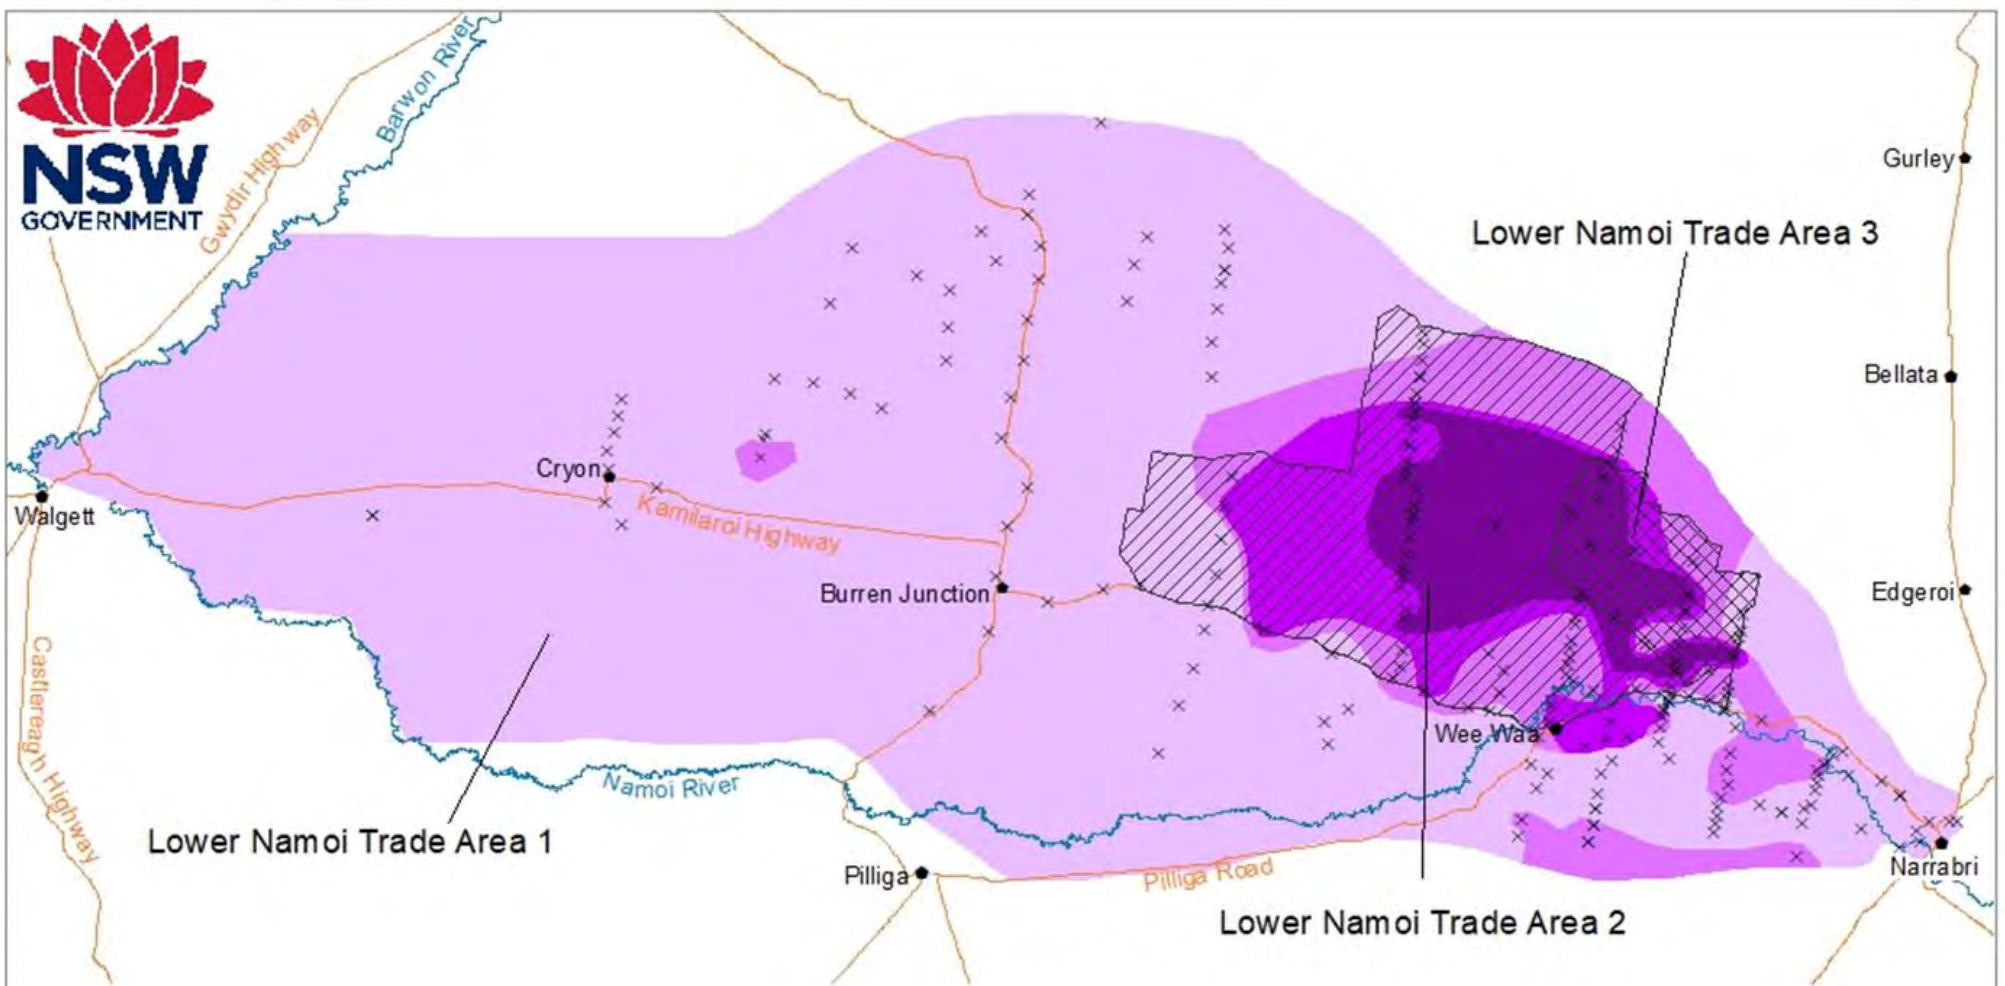 NSW
GOVERNMENT
Gwydir Highway
Barwon River
Gurley
Lower Namoi Trade Area 3
Bellata
Cryon
Walgett
Kamilaroi Highway
Burren Junction
Edgeroi
Castlereagh Highway
Wee Waa
Namoi River
Lower Namoi Trade Area 1
Pilliga
Pilliga Road
Narrabri
Lower Namoi Trade Area 2